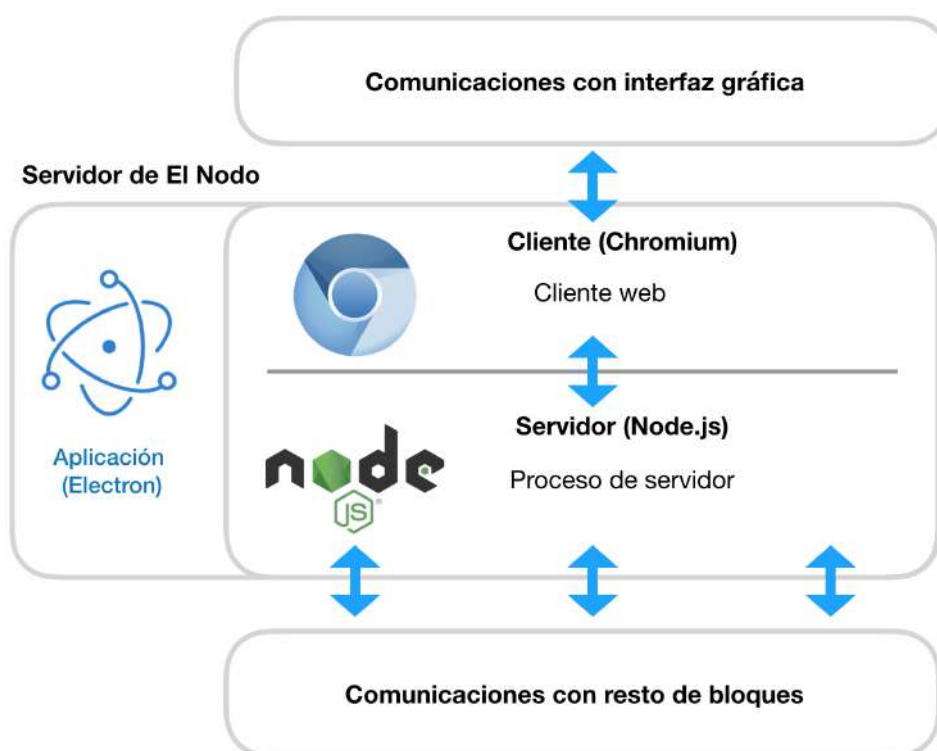 Comunicaciones con interfaz gráfica
Servidor de El Nodo
Cliente (Chromium)
Cliente web
Servidor (Node.js)
Proceso de servidor
Aplicación
(Electron)
node
JS
®
Comunicaciones con resto de bloques